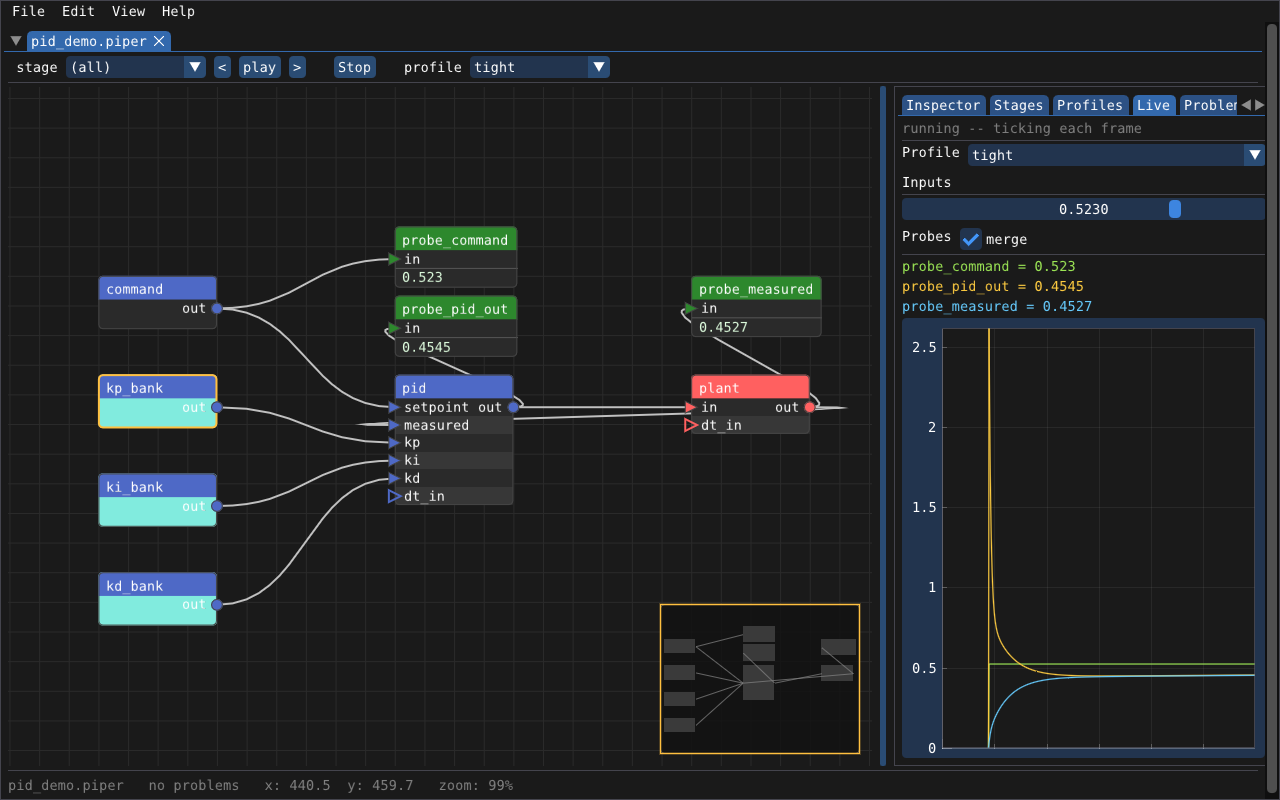 File Edit View Help
pid_demo.piper
stage (all) < play > Stop profile tight
Inspector Stages Profiles Live
running -- ticking each frame
Profile tight
Inputs
0.5230
Probes merge
probe_command = 0.523
probe_pid_out = 0.4545
probe_measured = 0.4527
2.5
2
1.5
1
0.5
0
probe_command
in
0.523
probe_pid_out
in
0.4545
probe_measured
in
0.4527
command
out
kp_bank
out
ki_bank
out
kd_bank
out
pid
setpoint out
measured
kp
ki
kd
dt_in
plant
in out
dt_in
pid_demo.piper no problems x: 440.5 y: 459.7 zoom: 99%